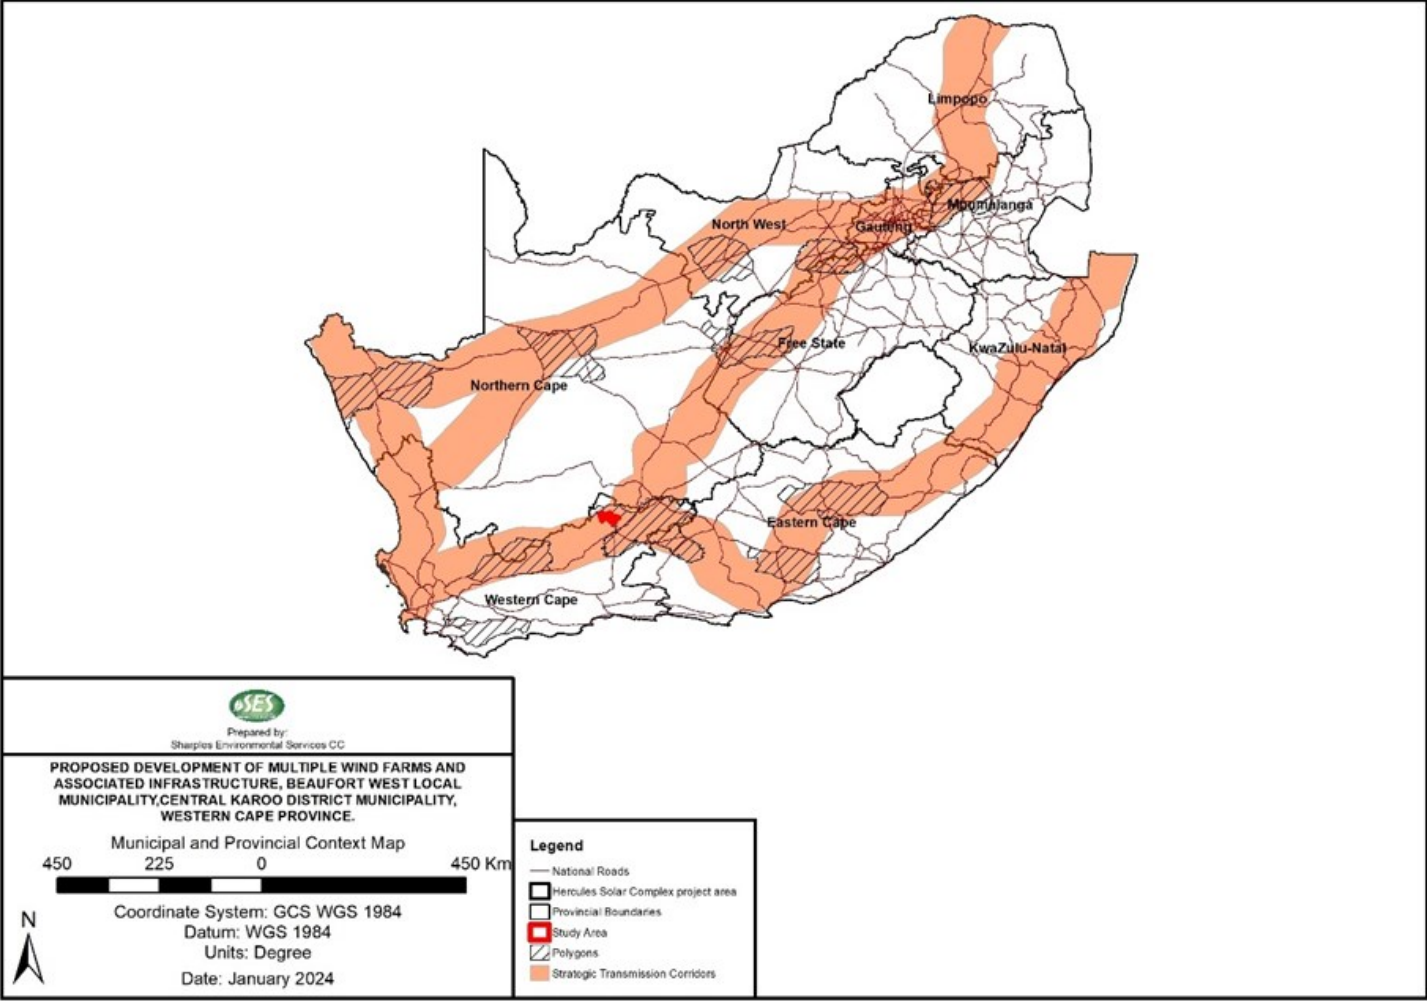 Limpopo
Mpumalanga
North West
Gauteng
Free State
KwaZulu-Natal
Northern Cape
Eastern Cape
Western Cape
SES
Prepared by:
Sharples Environmental Services CC
PROPOSED DEVELOPMENT OF MULTIPLE WIND FARMS AND
ASSOCIATED INFRASTRUCTURE, BEAUFORT WEST LOCAL
MUNICIPALITY,CENTRAL KAROO DISTRICT MUNICIPALITY,
WESTERN CAPE PROVINCE.
Municipal and Provincial Context Map
450 225 0 450 Km
Coordinate System: GCS WGS 1984
Datum: WGS 1984
Units: Degree
Date: January 2024
N
Legend
National Roads
Hercules Solar Complex project area
Provincial Boundaries
Study Area
Polygons
Strategic Transmission Corridors